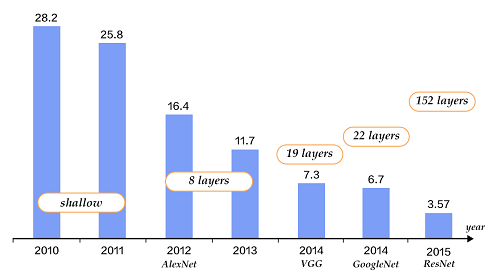 28.2
25.8
16.4
11.7
7.3
6.7
3.57
shallow
8 layers
19 layers
22 layers
152 layers
year
2010 2011 2012 2013 2014 2014 2015
AlexNet VGG GoogleNet ResNet